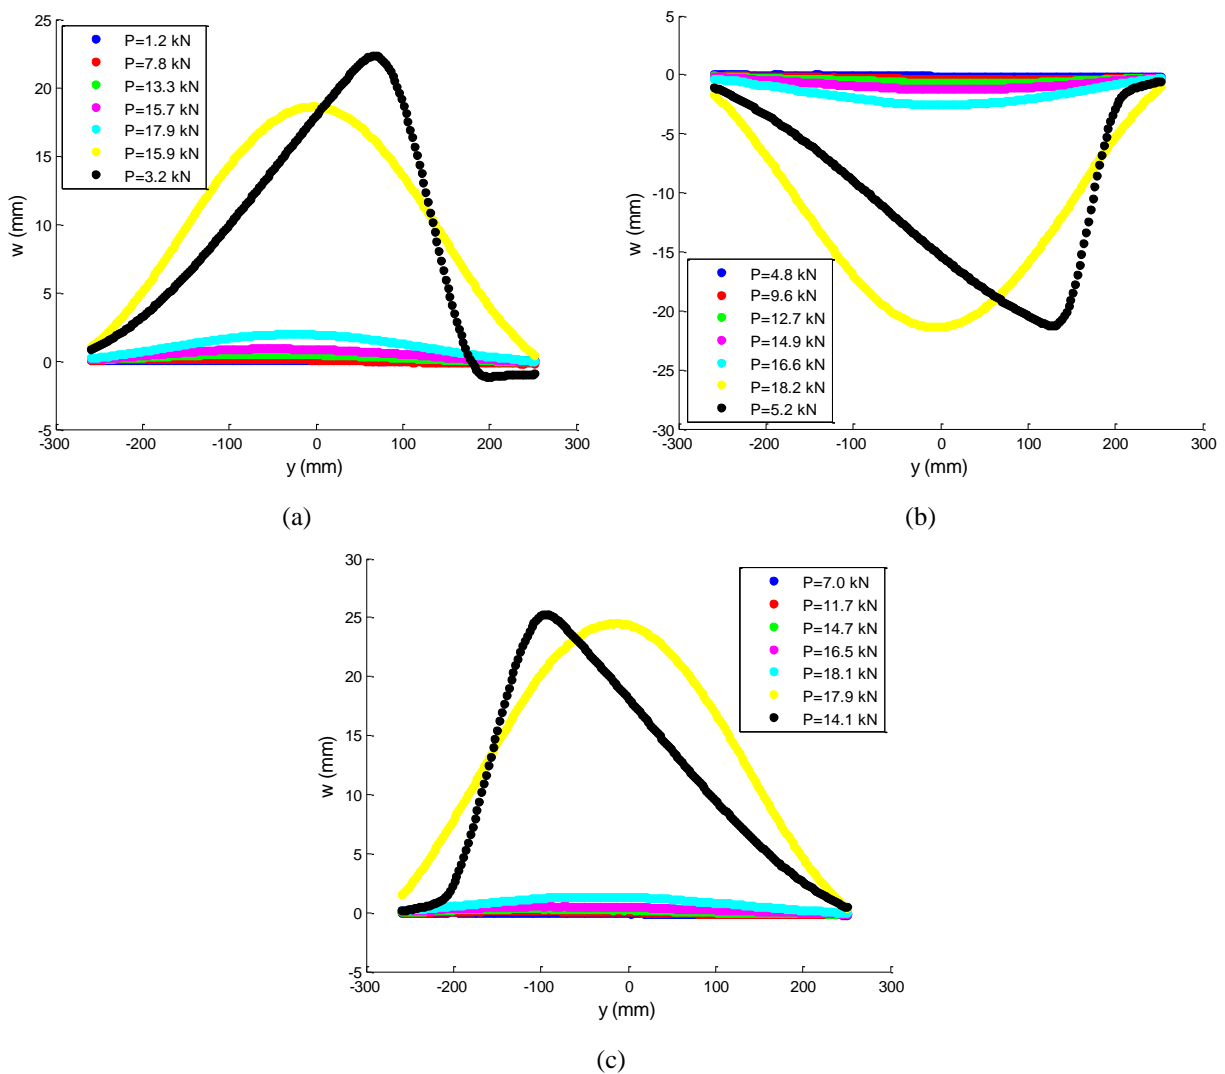 25
20
15
10
5
0
-5
w (mm)
P=1.2 kN
P=7.8 kN
P=13.3 kN
P=15.7 kN
P=17.9 kN
P=15.9 kN
P=3.2 kN
-300 -200 -100 0 100 200 300
y (mm)
(a)
5
0
-5
-10
-15
-20
-25
-30
w (mm)
P=4.8 kN
P=9.6 kN
P=12.7 kN
P=14.9 kN
P=16.6 kN
P=18.2 kN
P=5.2 kN
-300 -200 -100 0 100 200 300
y (mm)
(b)
30
25
20
15
10
5
0
-5
w (mm)
P=7.0 kN
P=11.7 kN
P=14.7 kN
P=16.5 kN
P=18.1 kN
P=17.9 kN
P=14.1 kN
-300 -200 -100 0 100 200 300
y (mm)
(c)